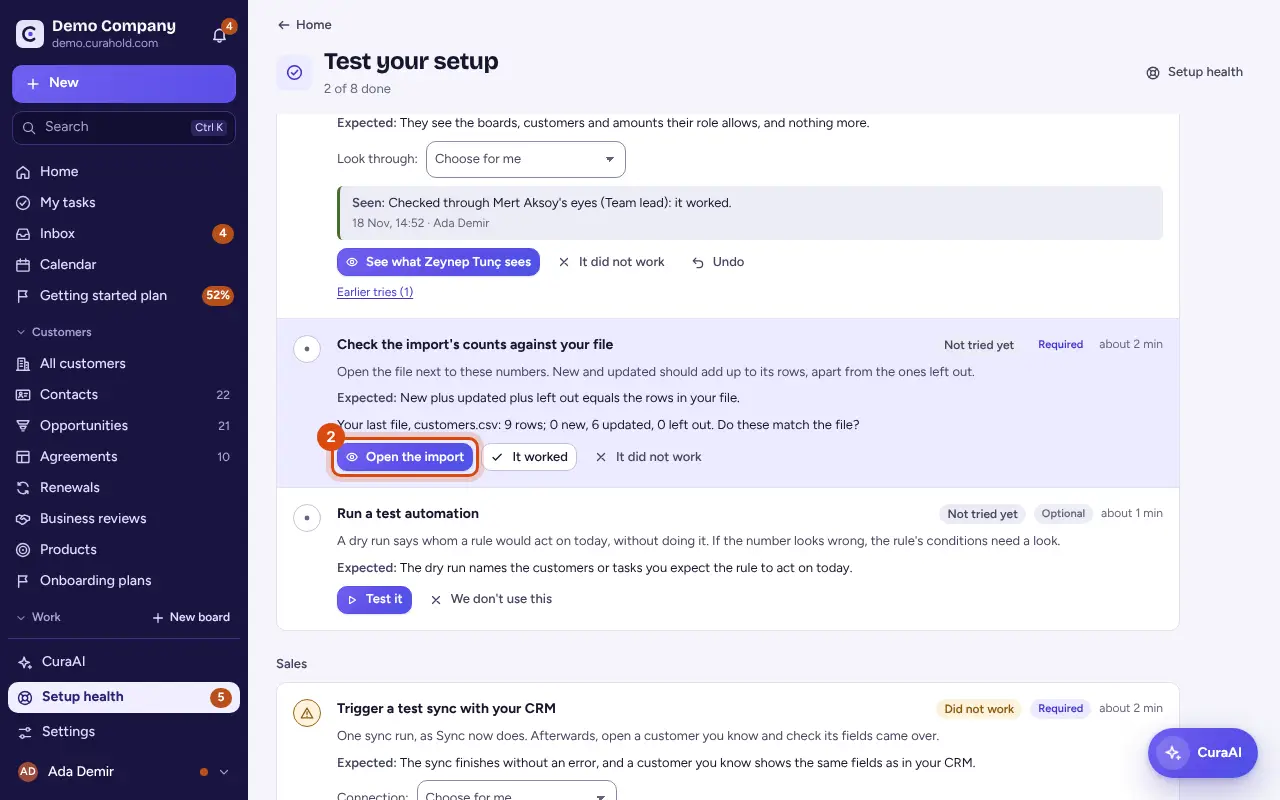 Demo Company
demo.curahold.com
4
New
Search
Ctrl K
Home
My tasks
Inbox
4
Calendar
Getting started plan
52%
Customers
All customers
Contacts
22
Opportunities
21
Agreements
10
Renewals
Business reviews
Products
Onboarding plans
Work
New board
CuraAI
Setup health
5
Settings
AD
Ada Demir
Home
Test your setup
2 of 8 done
Setup health
Expected: They see the boards, customers and amounts their role allows, and nothing more.
Look through:
Choose for me
Seen: Checked through Mert Aksoy's eyes (Team lead): it worked.
18 Nov, 14:52 · Ada Demir
See what Zeynep Tunç sees
It did not work
Undo
Earlier tries (1)
Check the import's counts against your file
Not tried yet
Required
about 2 min
Open the file next to these numbers. New and updated should add up to its rows, apart from the ones left out.
Expected: New plus updated plus left out equals the rows in your file.
Your last file, customers.csv: 9 rows; 0 new, 6 updated, 0 left out. Do these match the file?
2
Open the import
It worked
It did not work
Run a test automation
Not tried yet
Optional
about 1 min
A dry run says whom a rule would act on today, without doing it. If the number looks wrong, the rule's conditions need a look.
Expected: The dry run names the customers or tasks you expect the rule to act on today.
Test it
We don't use this
Sales
Trigger a test sync with your CRM
Did not work
Required
about 2 min
One sync run, as Sync now does. Afterwards, open a customer you know and check its fields came over.
Expected: The sync finishes without an error, and a customer you know shows the same fields as in your CRM.
Connection:
Choose for me
CuraAI